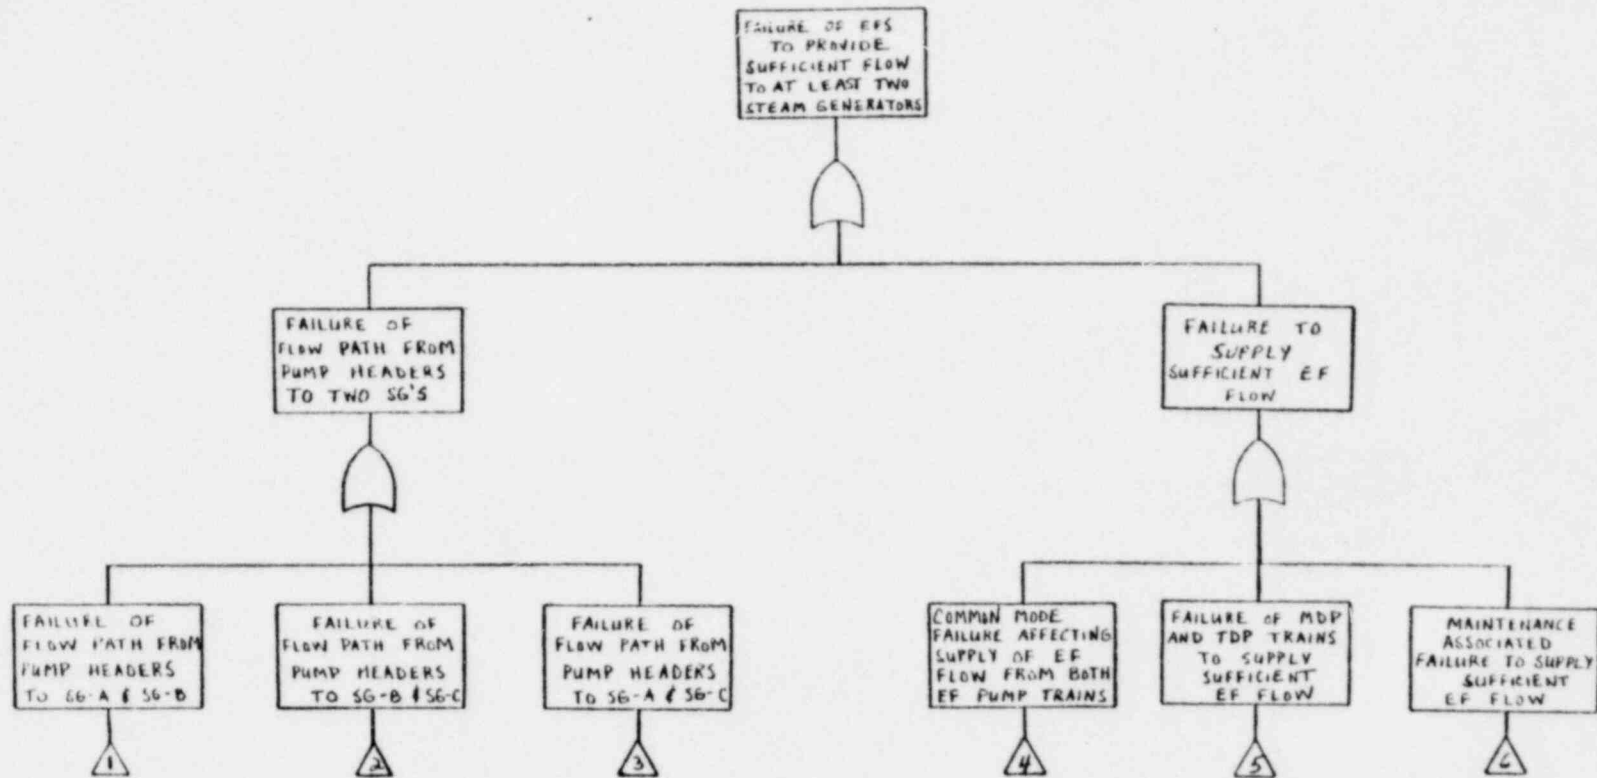 FAILURE OF EFS
TO PROVIDE
SUFFICIENT FLOW
TO AT LEAST TWO
STEAM GENERATORS
FAILURE OF
FLOW PATH FROM
PUMP HEADERS
TO TWO SG'S
FAILURE TO
SUPPLY
SUFFICIENT EF
FLOW
FAILURE OF
FLOW PATH FROM
PUMP HEADERS
TO SG-A & SG-B
FAILURE OF
FLOW PATH FROM
PUMP HEADERS
TO SG-B & SG-C
FAILURE OF
FLOW PATH FROM
PUMP HEADERS
TO SG-A & SG-C
COMMON MODE
FAILURE AFFECTING
SUPPLY OF EF
FLOW FROM BOTH
EF PUMP TRAINS
FAILURE OF MDP
AND TDP TRAINS
TO SUPPLY
SUFFICIENT
EF FLOW
MAINTENANCE
ASSOCIATED
FAILURE TO SUPPLY
SUFFICIENT
EF FLOW
1
2
3
4
5
6